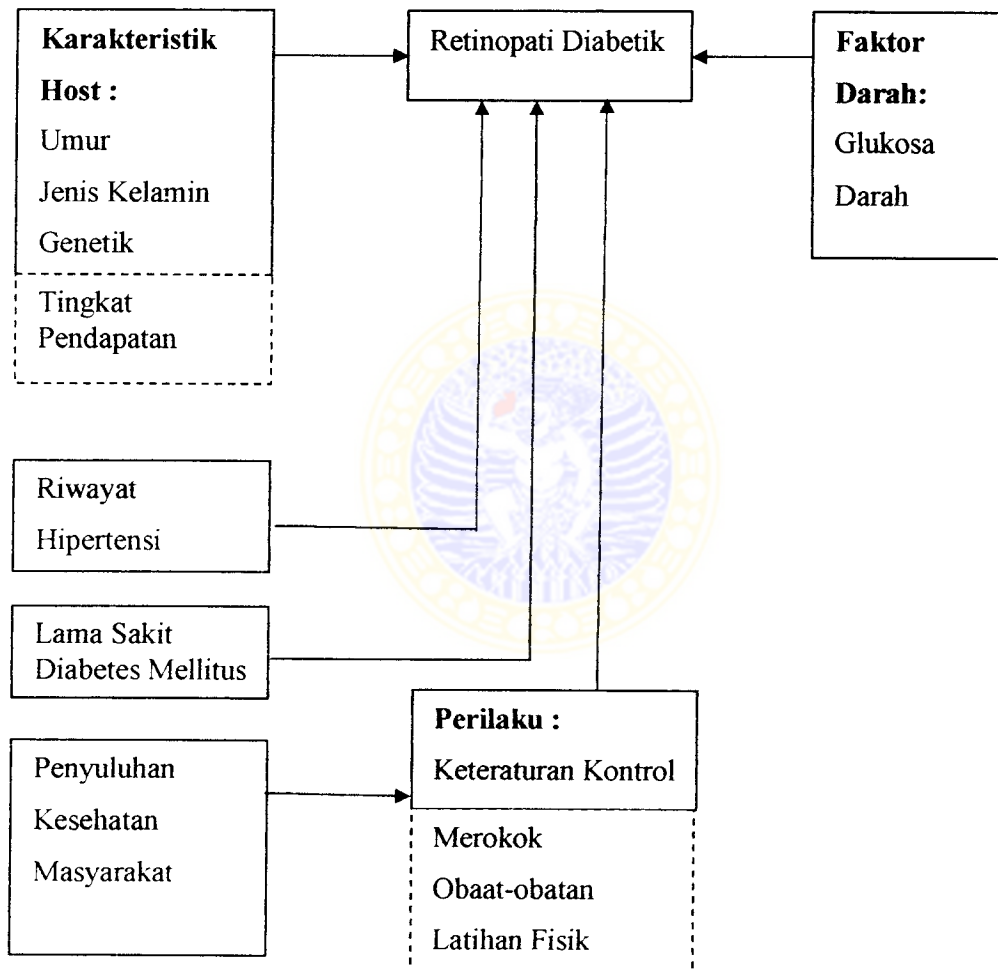 Karakteristik
Host :
Umur
Jenis Kelamin
Genetik
Tingkat
Pendapatan
Retinopati Diabetik
Faktor
Darah:
Glukosa
Darah
Riwayat
Hipertensi
Lama Sakit
Diabetes Mellitus
Penyuluhan
Kesehatan
Masyarakat
Perilaku :
Keteraturan Kontrol
Merokok
Obaat-obatan
Latihan Fisik